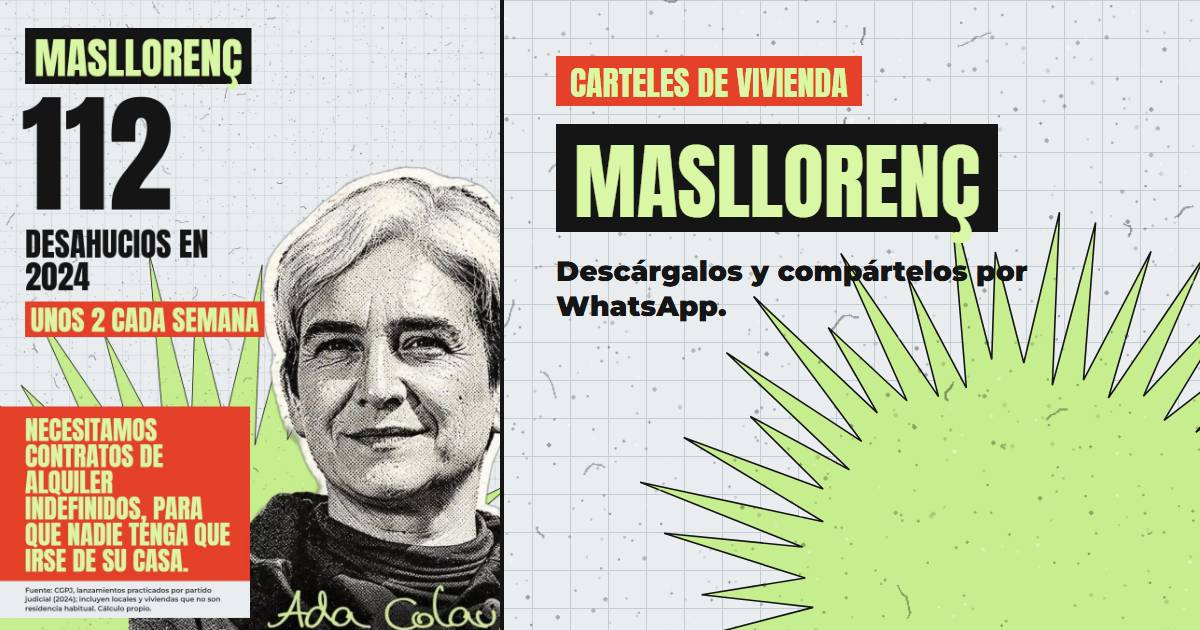 MASLLORENÇ
112
DESAHUCIOS EN
2024
UNOS 2 CADA SEMANA
NECESITAMOS
CONTRATOS DE
ALQUILER
INDEFINIDOS, PARA
QUE NADIE TENGA QUE
IRSE DE SU CASA.
Fuente: CGPJ, lanzamientos practicados por partido
judicial (2024); incluyen locales y viviendas que no son
residencia habitual. Cálculo propio.
Ada Colau
CARTELES DE VIVIENDA
MASLLORENÇ
Descárgalos y compártelos por
WhatsApp.